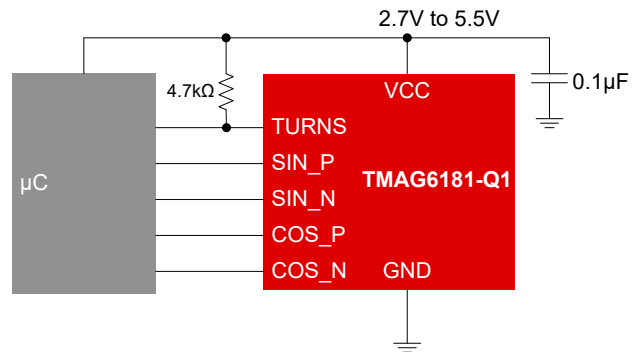 2.7V to 5.5V
4.7kΩ
VCC
0.1µF
TURNS
SIN_P
µC
TMAG6181-Q1
SIN_N
COS_P
COS_N
GND